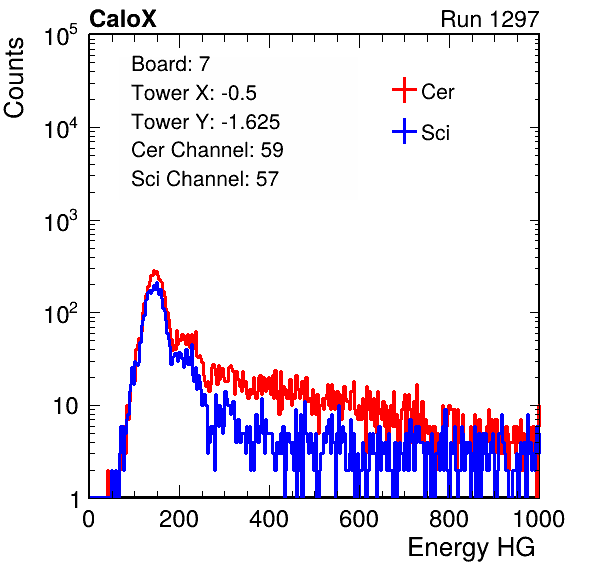 CaloX Run 1297
Counts
10^5
10^4
10^3
10^2
10
1
Board: 7
Tower X: -0.5
Tower Y: -1.625
Cer Channel: 59
Sci Channel: 57
Cer
Sci
0 200 400 600 800 1000
Energy HG